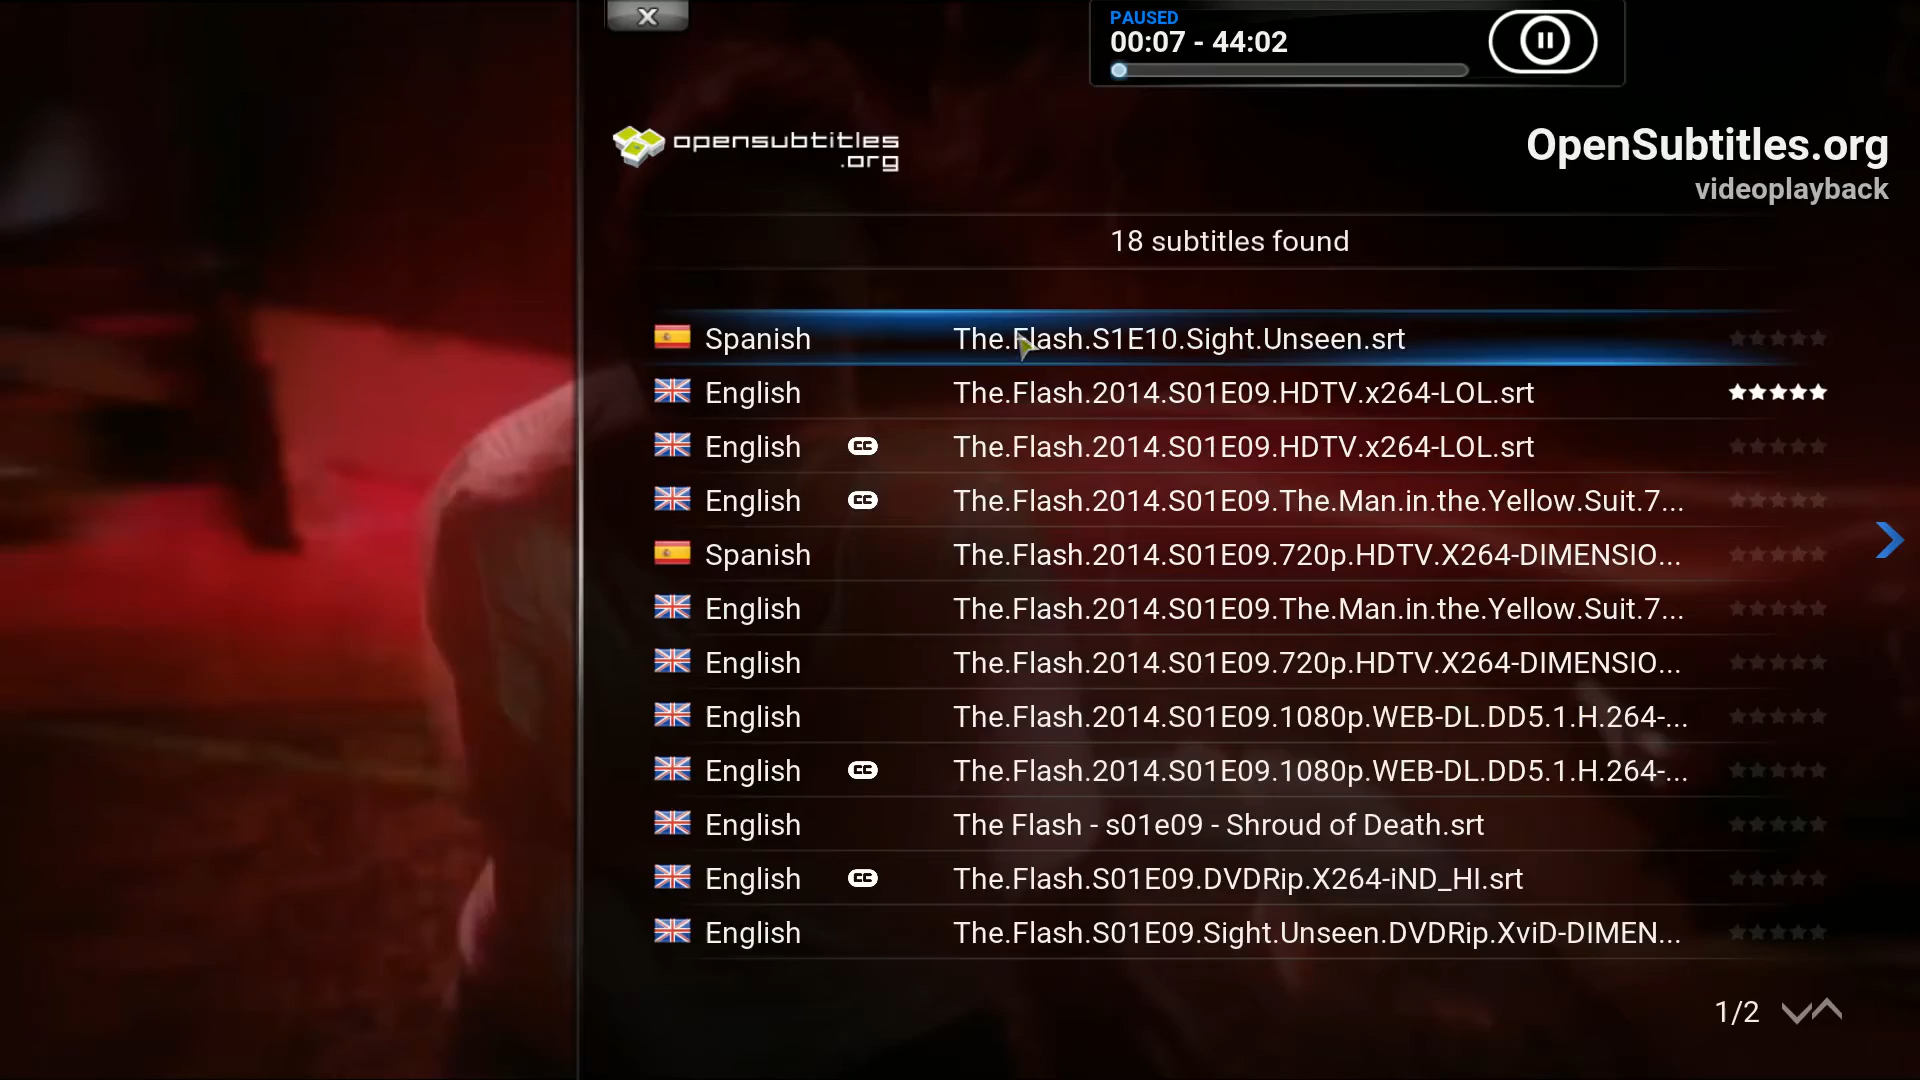 X
PAUSED
00:07 - 44:02
opensubtitles
.org
OpenSubtitles.org
videoplayback
18 subtitles found
Spanish The.Flash.S1E10.Sight.Unseen.srt
English The.Flash.2014.S01E09.HDTV.x264-LOL.srt
English CC The.Flash.2014.S01E09.HDTV.x264-LOL.srt
English CC The.Flash.2014.S01E09.The.Man.in.the.Yellow.Suit.7...
Spanish The.Flash.2014.S01E09.720p.HDTV.X264-DIMENSIO...
English The.Flash.2014.S01E09.The.Man.in.the.Yellow.Suit.7...
English The.Flash.2014.S01E09.720p.HDTV.X264-DIMENSIO...
English The.Flash.2014.S01E09.1080p.WEB-DL.DD5.1.H.264-...
English CC The.Flash.2014.S01E09.1080p.WEB-DL.DD5.1.H.264-...
English The Flash - s01e09 - Shroud of Death.srt
English CC The.Flash.S01E09.DVDRip.X264-iND_HI.srt
English The.Flash.S01E09.Sight.Unseen.DVDRip.XviD-DIMEN...
1/2